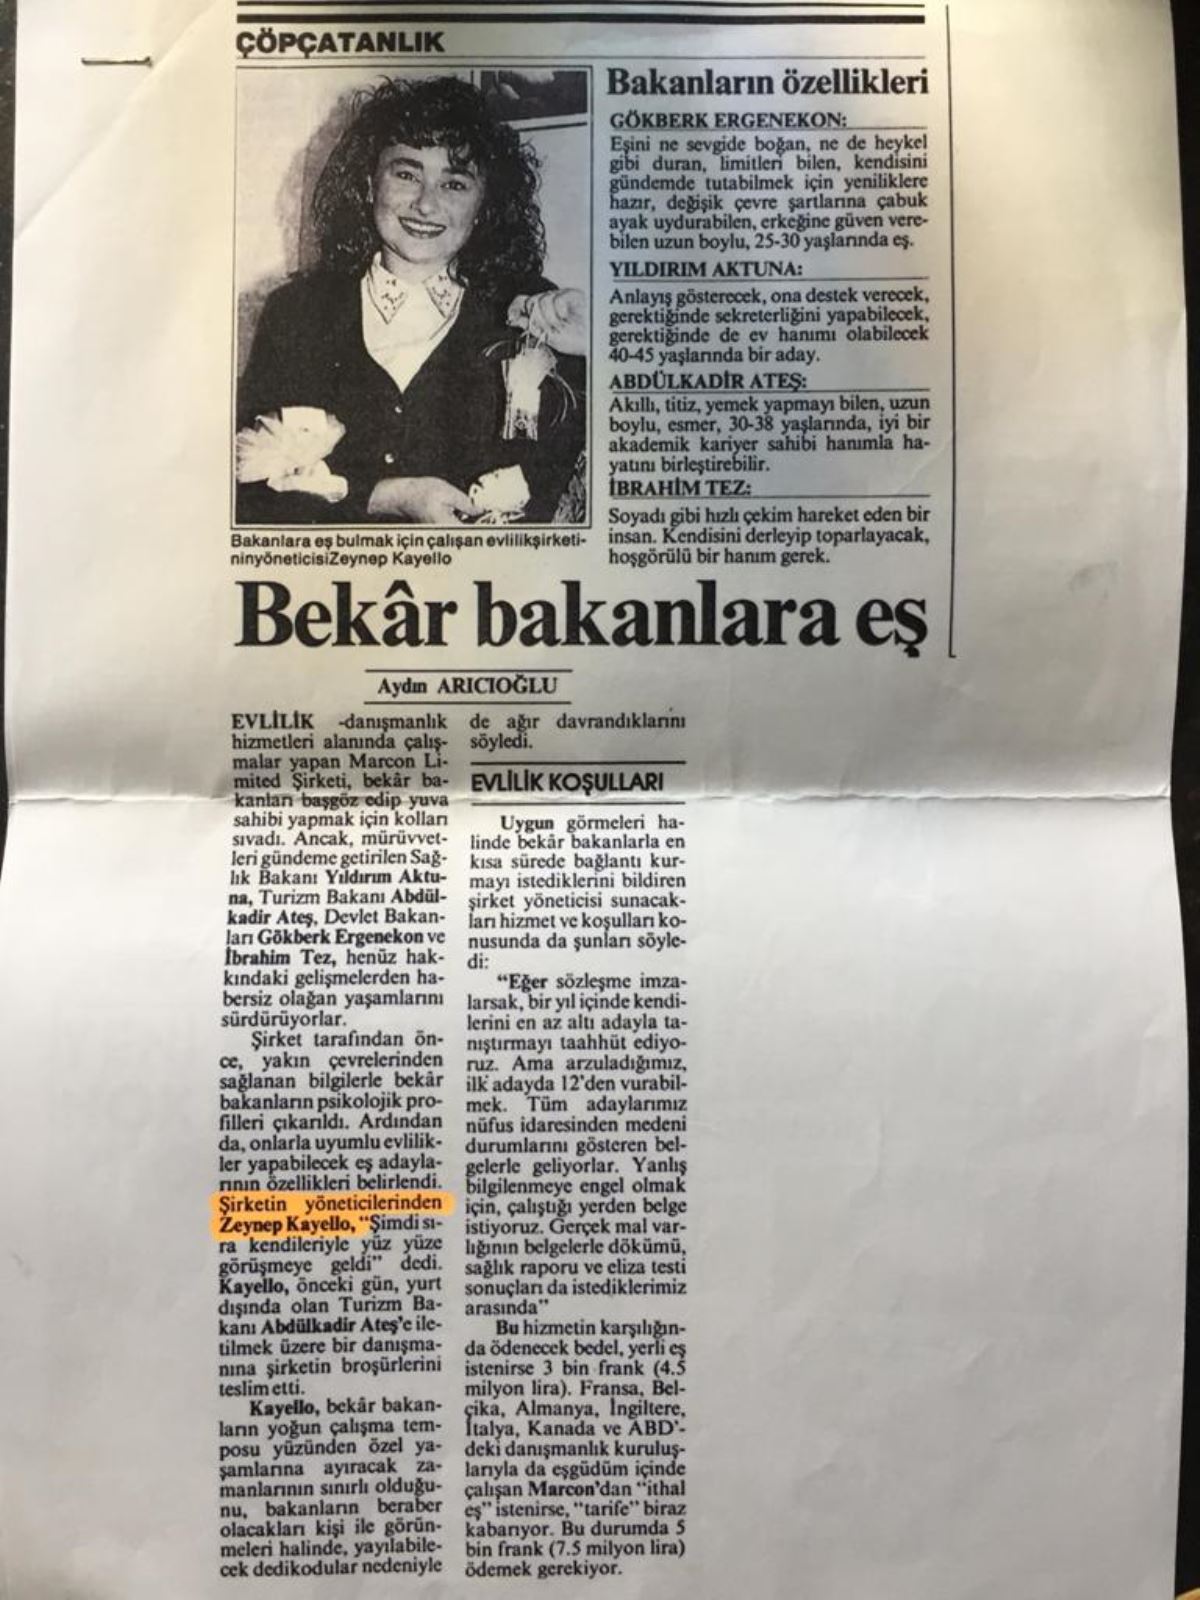 ÇÖPÇATANLIK
Bakanlara eş bulmak için çalışan evlilikşirketi-
ninyöneticisiZeynep Kayello
Bakanların özellikleri
GÖKBERK ERGENEKON:
Eşini ne sevgide boğan, ne de heykel
gibi duran, limitleri bilen, kendisini
gündemde tutabilmek için yeniliklere
hazır, değişik çevre şartlarına çabuk
ayak uydurabilen, erkeğine güven vere-
bilen uzun boylu, 25-30 yaşlarında eş.
YILDIRIM AKTUNA:
Anlayış gösterecek, ona destek verecek,
gerektiğinde sekreterliğini yapabilecek,
gerektiğinde de ev hanımı olabilecek
40-45 yaşlarında bir aday.
ABDÜLKADİR ATEŞ:
Akıllı, titiz, yemek yapmayı bilen, uzun
boylu, esmer, 30-38 yaşlarında, iyi bir
akademik kariyer sahibi hanımla ha-
yatını birleştirebilir.
İBRAHİM TEZ:
Soyadı gibi hızlı çekim hareket eden bir
insan. Kendisini derleyip toparlayacak,
hoşgörülü bir hanım gerek.
Bekâr bakanlara eş
Aydın ARICIOĞLU
EVLİLİK -danışmanlık
hizmetleri alanında çalış-
malar yapan Marcon Li-
mited Şirketi, bekâr ba-
kanları başgöz edip yuva
sahibi yapmak için kolları
sıvadı. Ancak, mürüvvet-
leri gündeme getirilen Sağ-
lık Bakanı Yıldırım Aktu-
na, Turizm Bakanı Abdül-
kadir Ateş, Devlet Bakan-
ları Gökberk Ergenekon ve
İbrahim Tez, henüz hak-
kındaki gelişmelerden ha-
bersiz olağan yaşamlarını
sürdürüyorlar.
Şirket tarafından ön-
ce, yakın çevrelerinden
sağlanan bilgilerle bekâr
bakanların psikolojik pro-
filleri çıkarıldı. Ardından
da, onlarla uyumlu evlilik-
ler yapabilecek eş adayla-
rının özellikleri belirlendi.
Şirketin yöneticilerinden
Zeynep Kayello, "Şimdi sı-
ra kendileriyle yüz yüze
görüşmeye geldi" dedi.
Kayello, önceki gün, yurt
dışında olan Turizm Ba-
kanı Abdülkadir Ateş'e ile-
tilmek üzere bir danışma-
nına şirketin broşürlerini
teslim etti.
Kayello, bekâr bakan-
ların yoğun çalışma tem-
posu yüzünden özel ya-
şamlarına ayıracak za-
manlarının sınırlı olduğu-
nu, bakanların beraber
olacakları kişi ile görün-
meleri halinde, yayılabile-
cek dedikodular nedeniyle
de ağır davrandıklarını
söyledi.
EVLİLİK KOŞULLARI
Uygun görmeleri ha-
linde bekâr bakanlarla en
kısa sürede bağlantı kur-
mayı istediklerini bildiren
şirket yöneticisi sunacak-
ları hizmet ve koşulları ko-
nusunda da şunları söyle-
di:
"Eğer sözleşme imza-
larsak, bir yıl içinde kendi-
lerini en az altı adayla ta-
nıştırmayı taahhüt ediyo-
ruz. Ama arzuladığımız,
ilk adayda 12'den vurabil-
mek. Tüm adaylarımız
nüfus idaresinden medeni
durumlarını gösteren bel-
gelerle geliyorlar. Yanlış
bilgilenmeye engel olmak
için, çalıştığı yerden belge
istiyoruz. Gerçek mal var-
lığının belgelerle dökümü,
sağlık raporu ve eliza testi
sonuçları da istediklerimiz
arasında"
Bu hizmetin karşılığın-
da ödenecek bedel, yerli eş
istenirse 3 bin frank (4.5
milyon lira). Fransa, Bel-
çika, Almanya, İngiltere,
İtalya, Kanada ve ABD'-
deki danışmanlık kuruluş-
larıyla da eşgüdüm içinde
çalışan Marcon'dan "ithal
eş" istenirse, "tarife" biraz
kabarıyor. Bu durumda 5
bin frank (7.5 milyon lira)
ödemek gerekiyor.